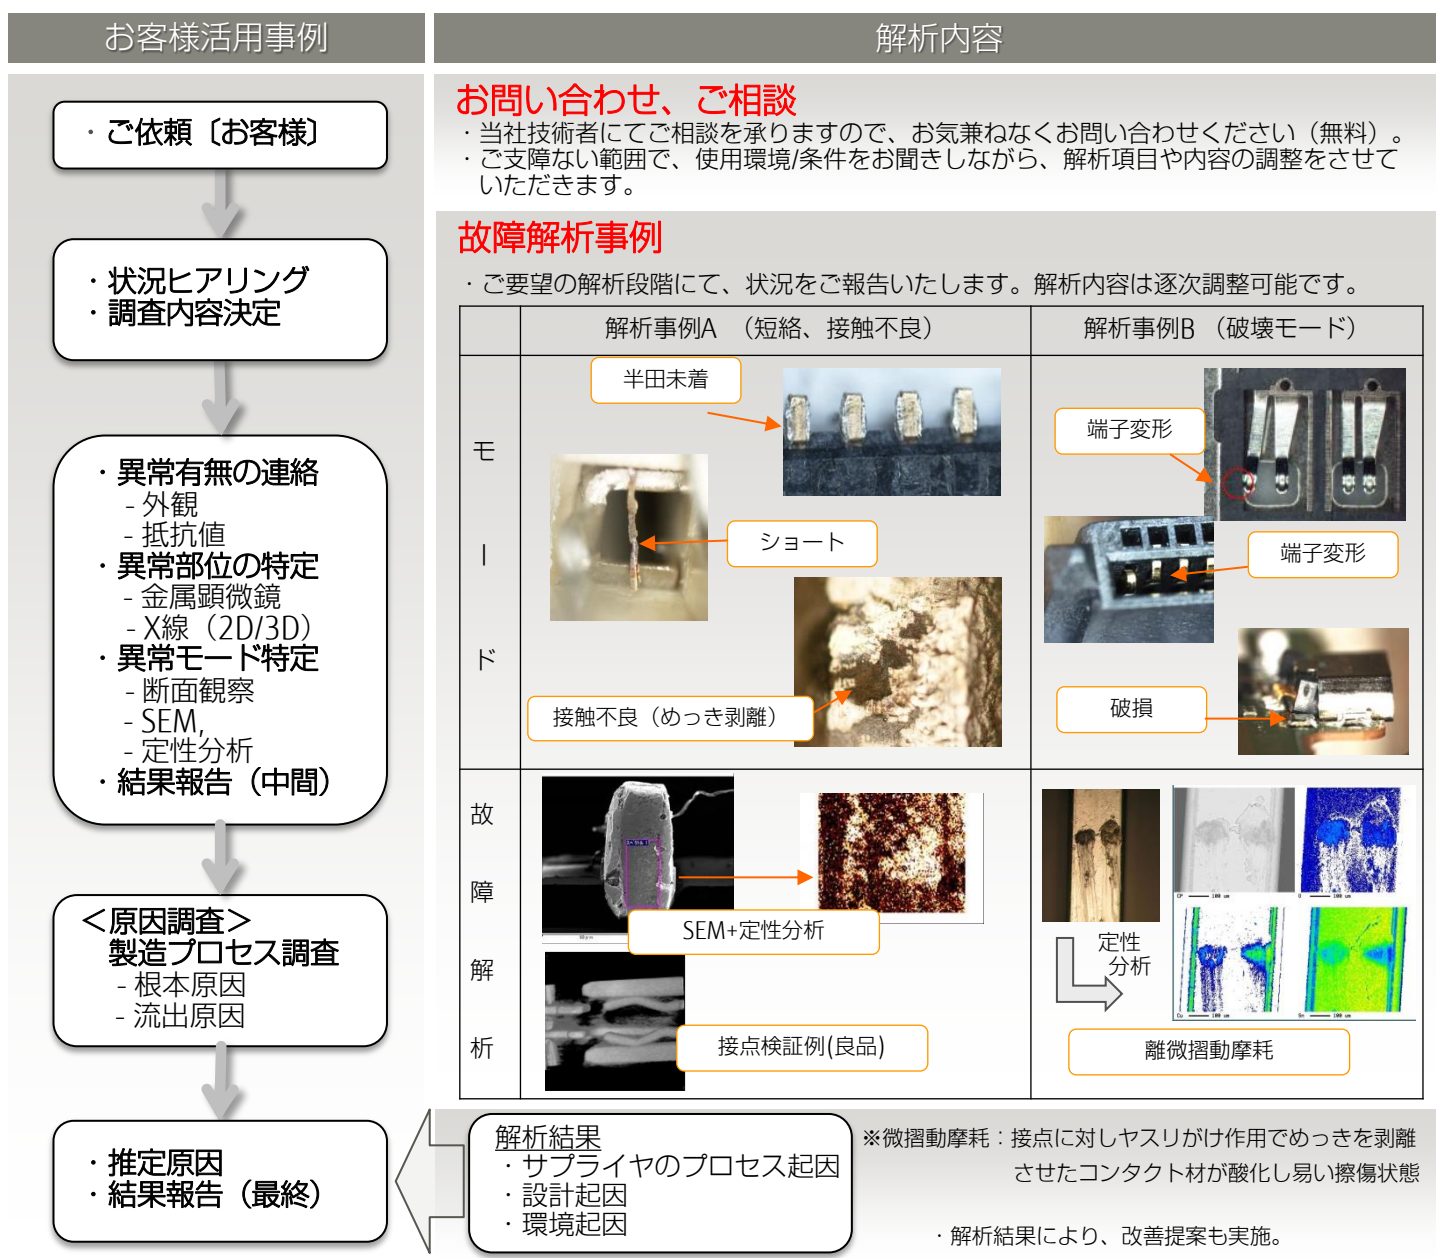 お客様活用事例
・ご依頼〔お客様〕
・状況ヒアリング
・調査内容決定
・異常有無の連絡
- 外観
- 抵抗値
・異常部位の特定
- 金属顕微鏡
- X線（2D/3D）
・異常モード特定
- 断面観察
- SEM,
- 定性分析
・結果報告（中間）
＜原因調査＞
製造プロセス調査
- 根本原因
- 流出原因
・推定原因
・結果報告（最終）
解析内容
お問い合わせ、ご相談
・当社技術者にてご相談を承りますので、お気兼ねなくお問い合わせください（無料）。
・ご支障ない範囲で、使用環境/条件をお聞きしながら、解析項目や内容の調整をさせて
いただきます。
故障解析事例
・ご要望の解析段階にて、状況をご報告いたします。解析内容は逐次調整可能です。
解析事例A （短絡、接触不良）
解析事例B （破壊モード）
モード
半田未着
ショート
接触不良（めっき剥離）
端子変形
端子変形
破損
故障解析
SEM+定性分析
接点検証例(良品)
定性
分析
CP 100 um
O 100 um
Cu 100 um
Sn 100 um
離微摺動摩耗
解析結果
・サプライヤのプロセス起因
・設計起因
・環境起因
※微摺動摩耗：接点に対しヤスリがけ作用でめっきを剥離
させたコンタクト材が酸化し易い擦傷状態
・解析結果により、改善提案も実施。